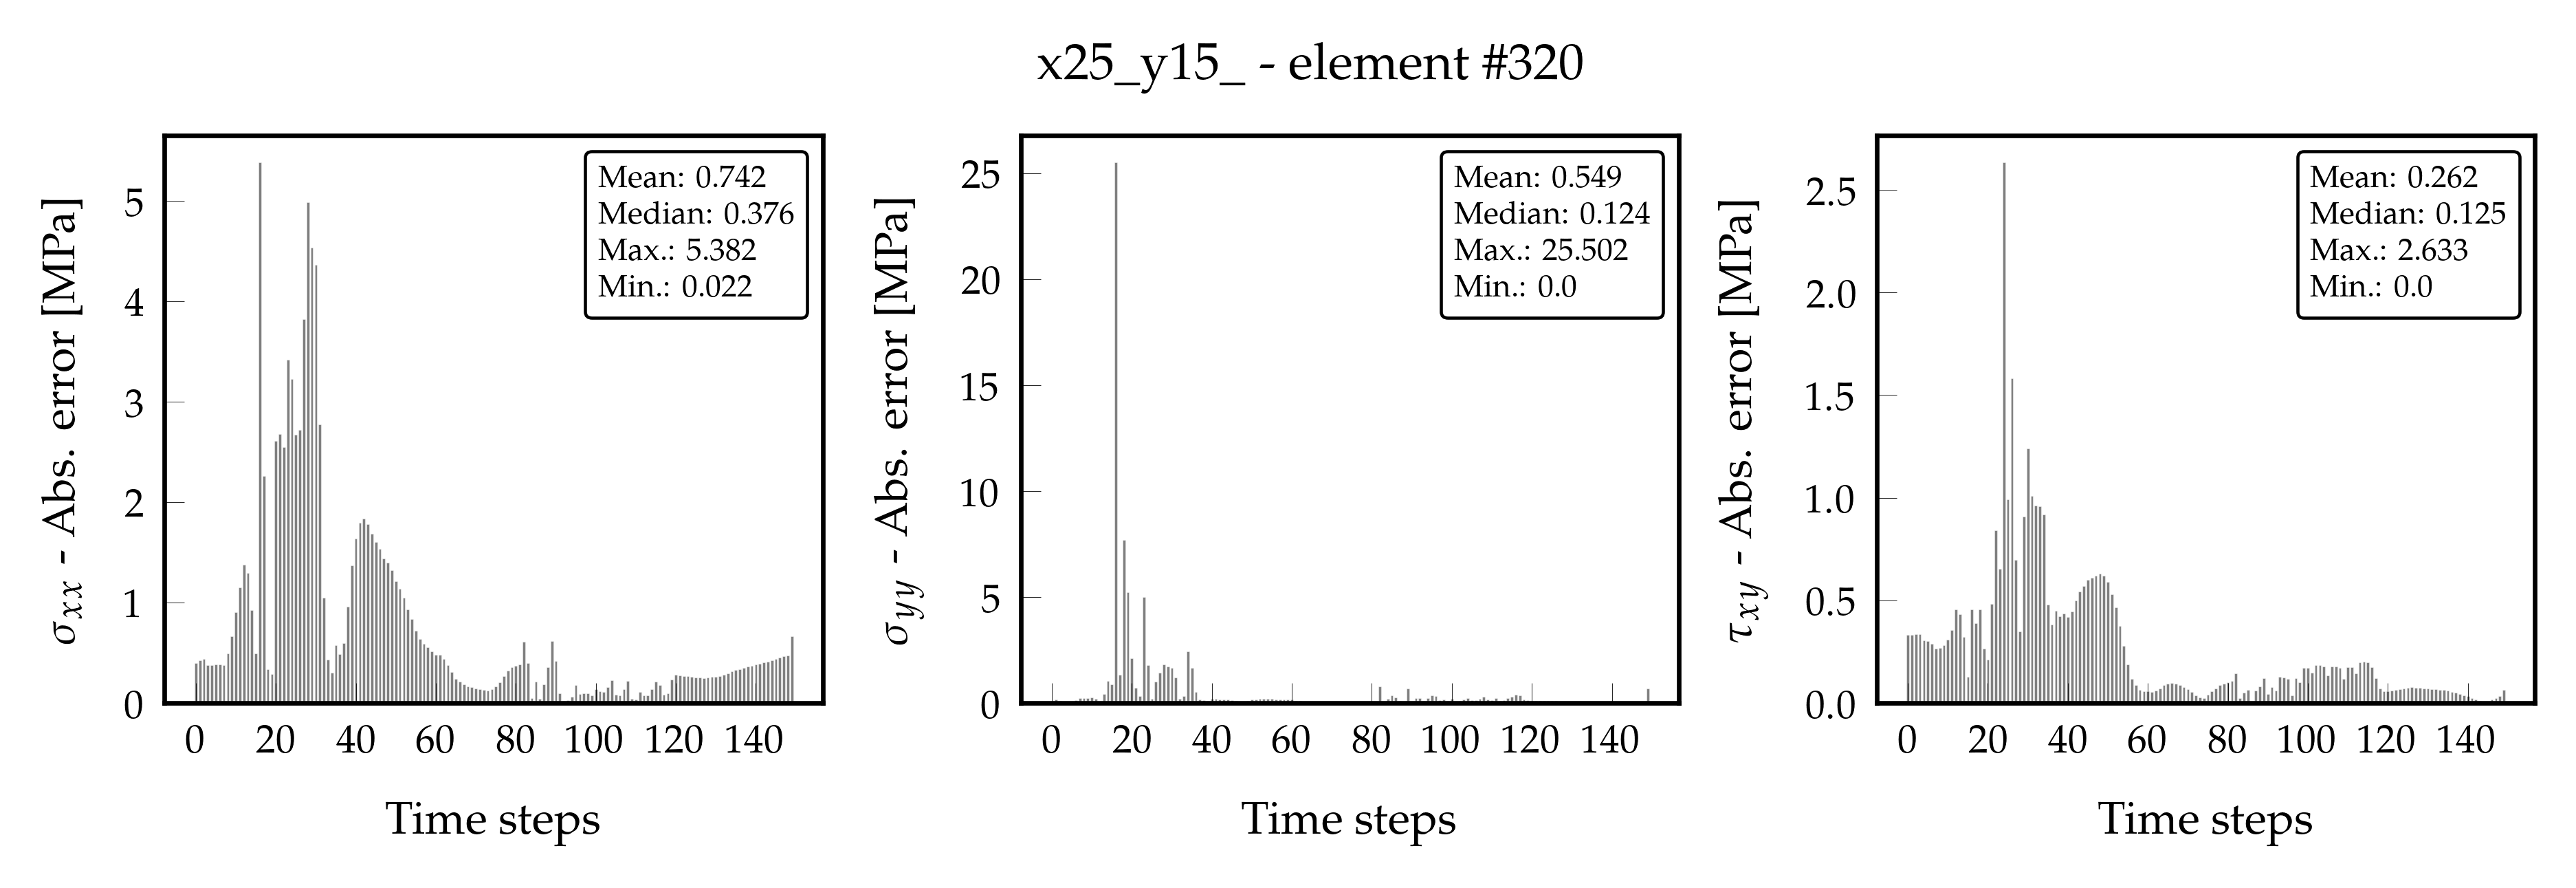 x25_y15_ - element #320
σxx - Abs. error [MPa]
5
4
3
2
1
0
0 20 40 60 80 100 120 140
Time steps
Mean: 0.742
Median: 0.376
Max.: 5.382
Min.: 0.022
σyy - Abs. error [MPa]
25
20
15
10
5
0
0 20 40 60 80 100 120 140
Time steps
Mean: 0.549
Median: 0.124
Max.: 25.502
Min.: 0.0
τxy - Abs. error [MPa]
2.5
2.0
1.5
1.0
0.5
0.0
0 20 40 60 80 100 120 140
Time steps
Mean: 0.262
Median: 0.125
Max.: 2.633
Min.: 0.0